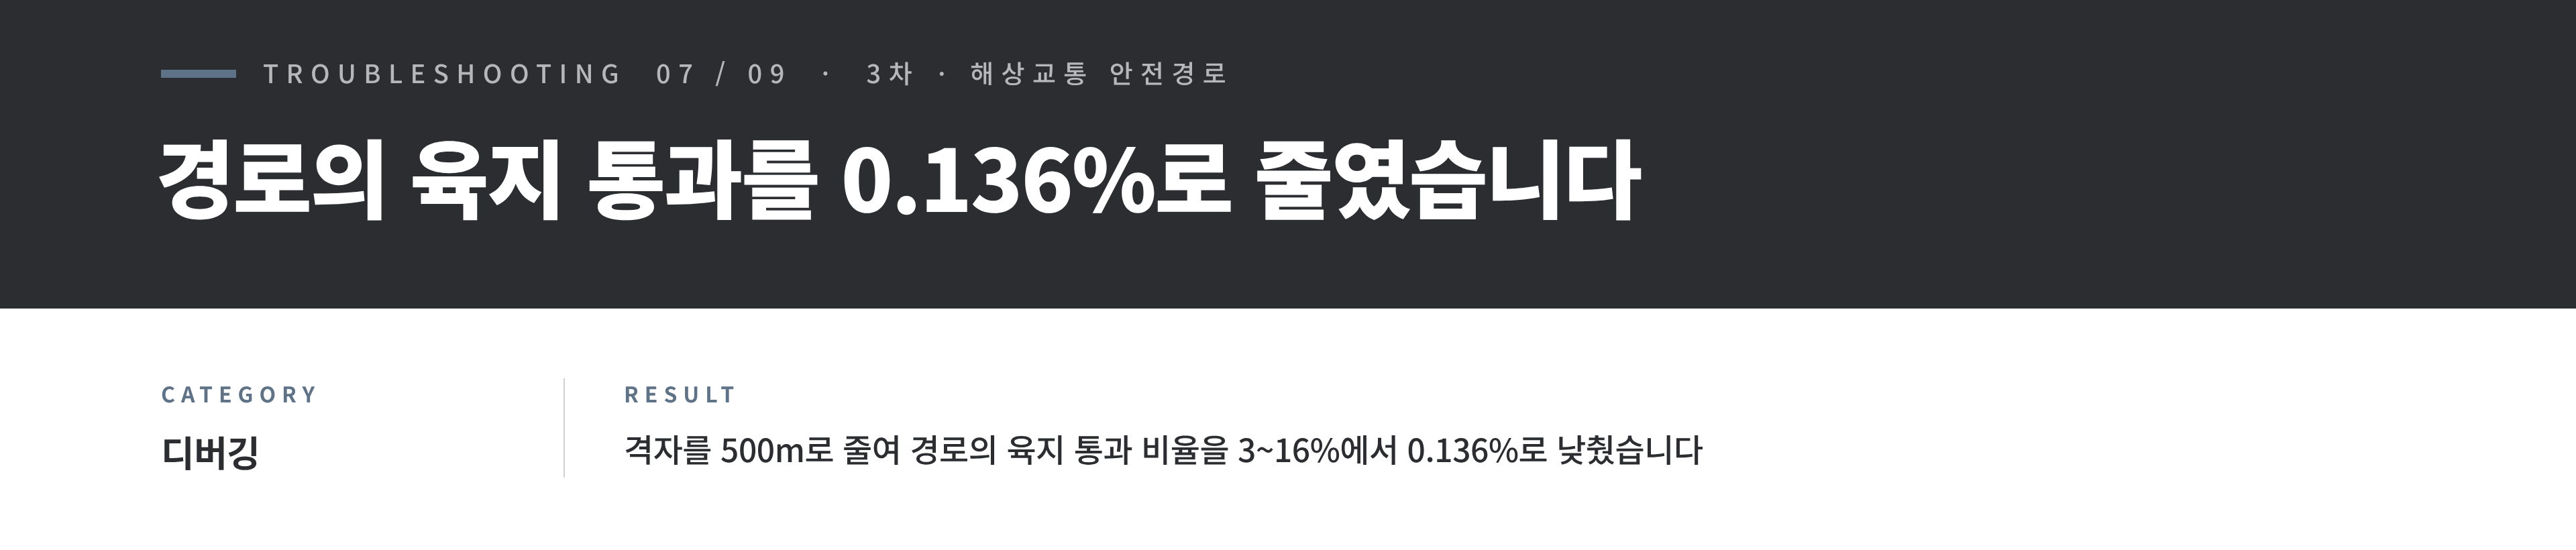 TROUBLESHOOTING 07 / 09 · 3차 · 해상교통 안전경로
경로의 육지 통과를 0.136%로 줄였습니다
CATEGORY
디버깅
RESULT
격자를 500m로 줄여 경로의 육지 통과 비율을 3~16%에서 0.136%로 낮췄습니다